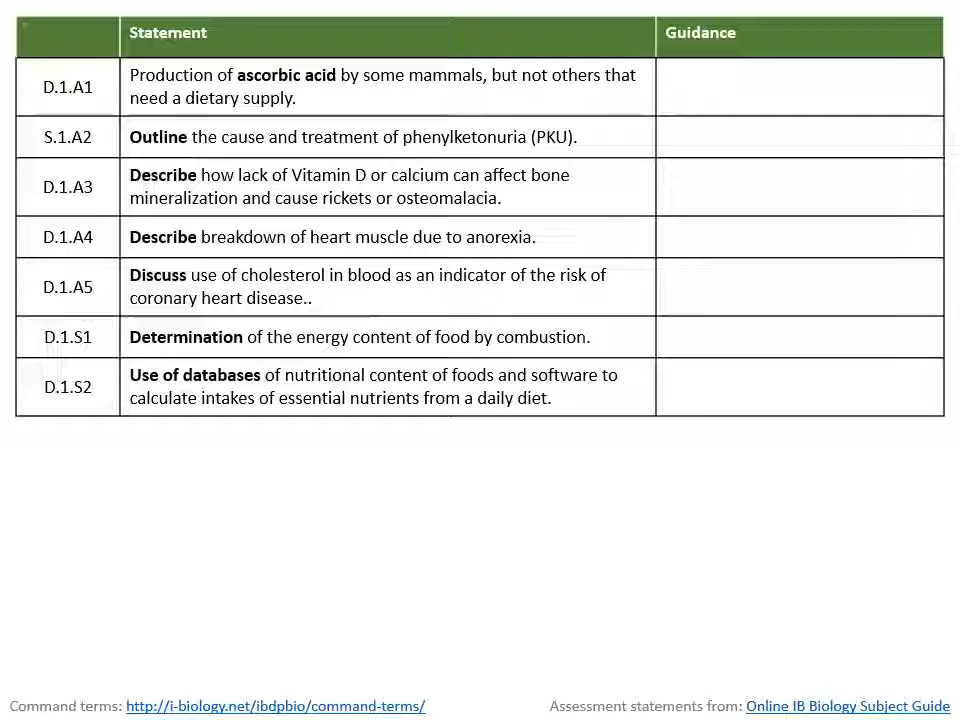 Statement Guidance
D.1.A1 Production of ascorbic acid by some mammals, but not others that
need a dietary supply.
S.1.A2 Outline the cause and treatment of phenylketonuria (PKU).
D.1.A3 Describe how lack of Vitamin D or calcium can affect bone
mineralization and cause rickets or osteomalacia.
D.1.A4 Describe breakdown of heart muscle due to anorexia.
D.1.A5 Discuss use of cholesterol in blood as an indicator of the risk of
coronary heart disease..
D.1.S1 Determination of the energy content of food by combustion.
D.1.S2 Use of databases of nutritional content of foods and software to
calculate intakes of essential nutrients from a daily diet.
Command terms: http://i-biology.net/ibdpbio/command-terms/ Assessment statements from: Online IB Biology Subject Guide